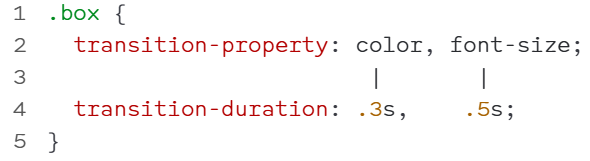 1 .box {
2   transition-property: color, font-size;
3                        |       |
4   transition-duration: .3s,    .5s;
5 }